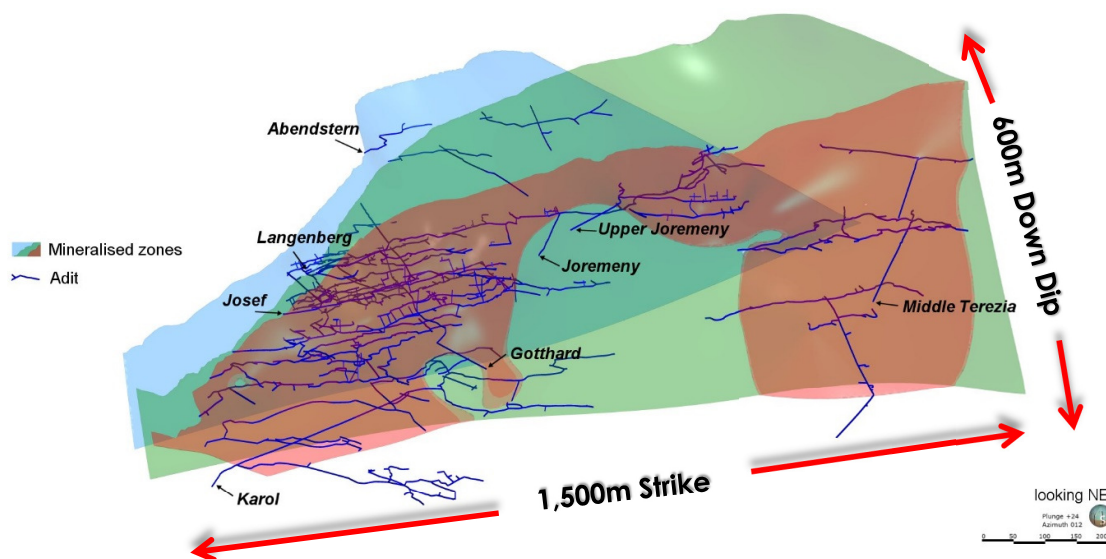 Abendstern
Langenberg
Upper Joremeny
Mineralised zones
Joremeny
Adit
Josef
Middle Terezia
Gotthard
Karol
600m Down Dip
1,500m Strike
looking NE
Plunge +24
Azimuth 012
0 50 100 150 200